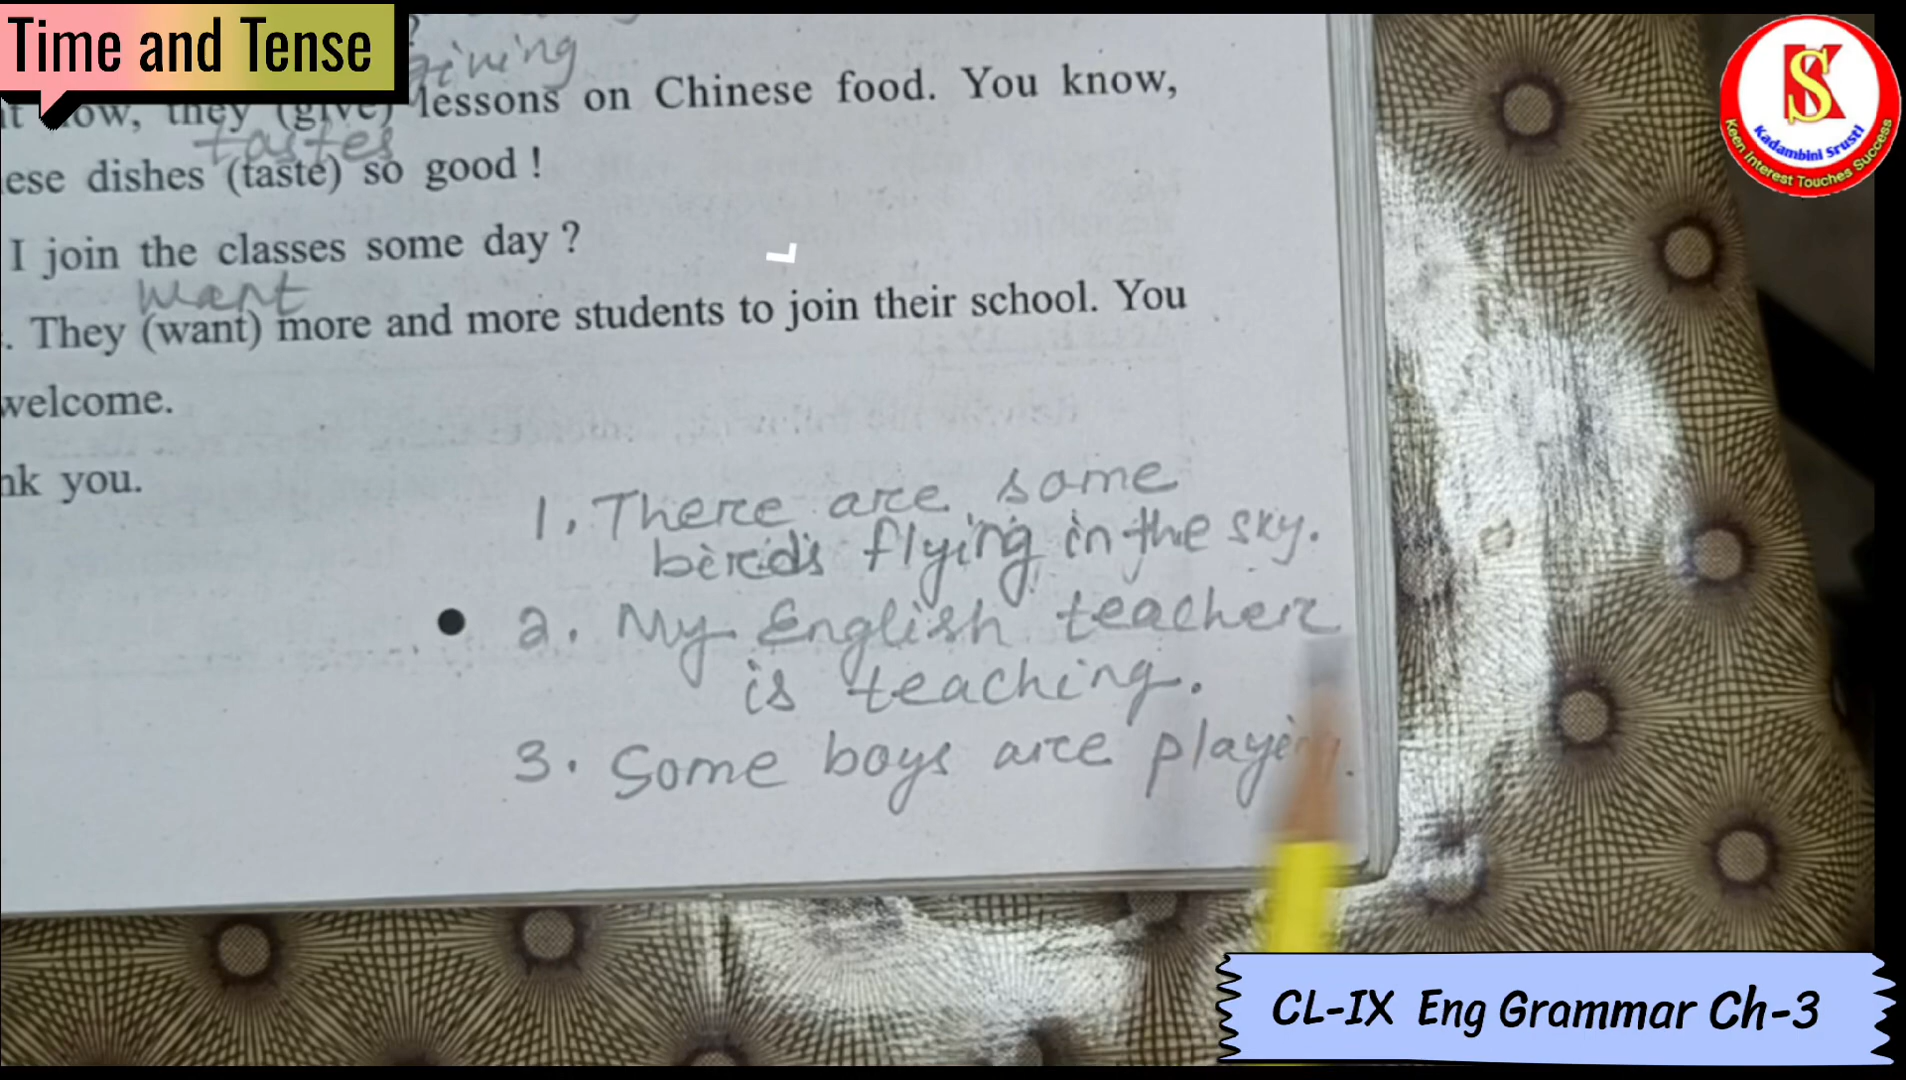 Time and Tense
giving
they (give) lessons on Chinese food. You know,
tastes
dishes (taste) so good !
I join the classes some day ?
want
. They (want) more and more students to join their school. You
welcome.
you.
1. There are some
birds flying in the sky.
2. My English teacher
is teaching.
3. Some boys are
KS
Kadambini Srusti
Keen Interest Touches Success
CL-IX Eng Grammar Ch-3